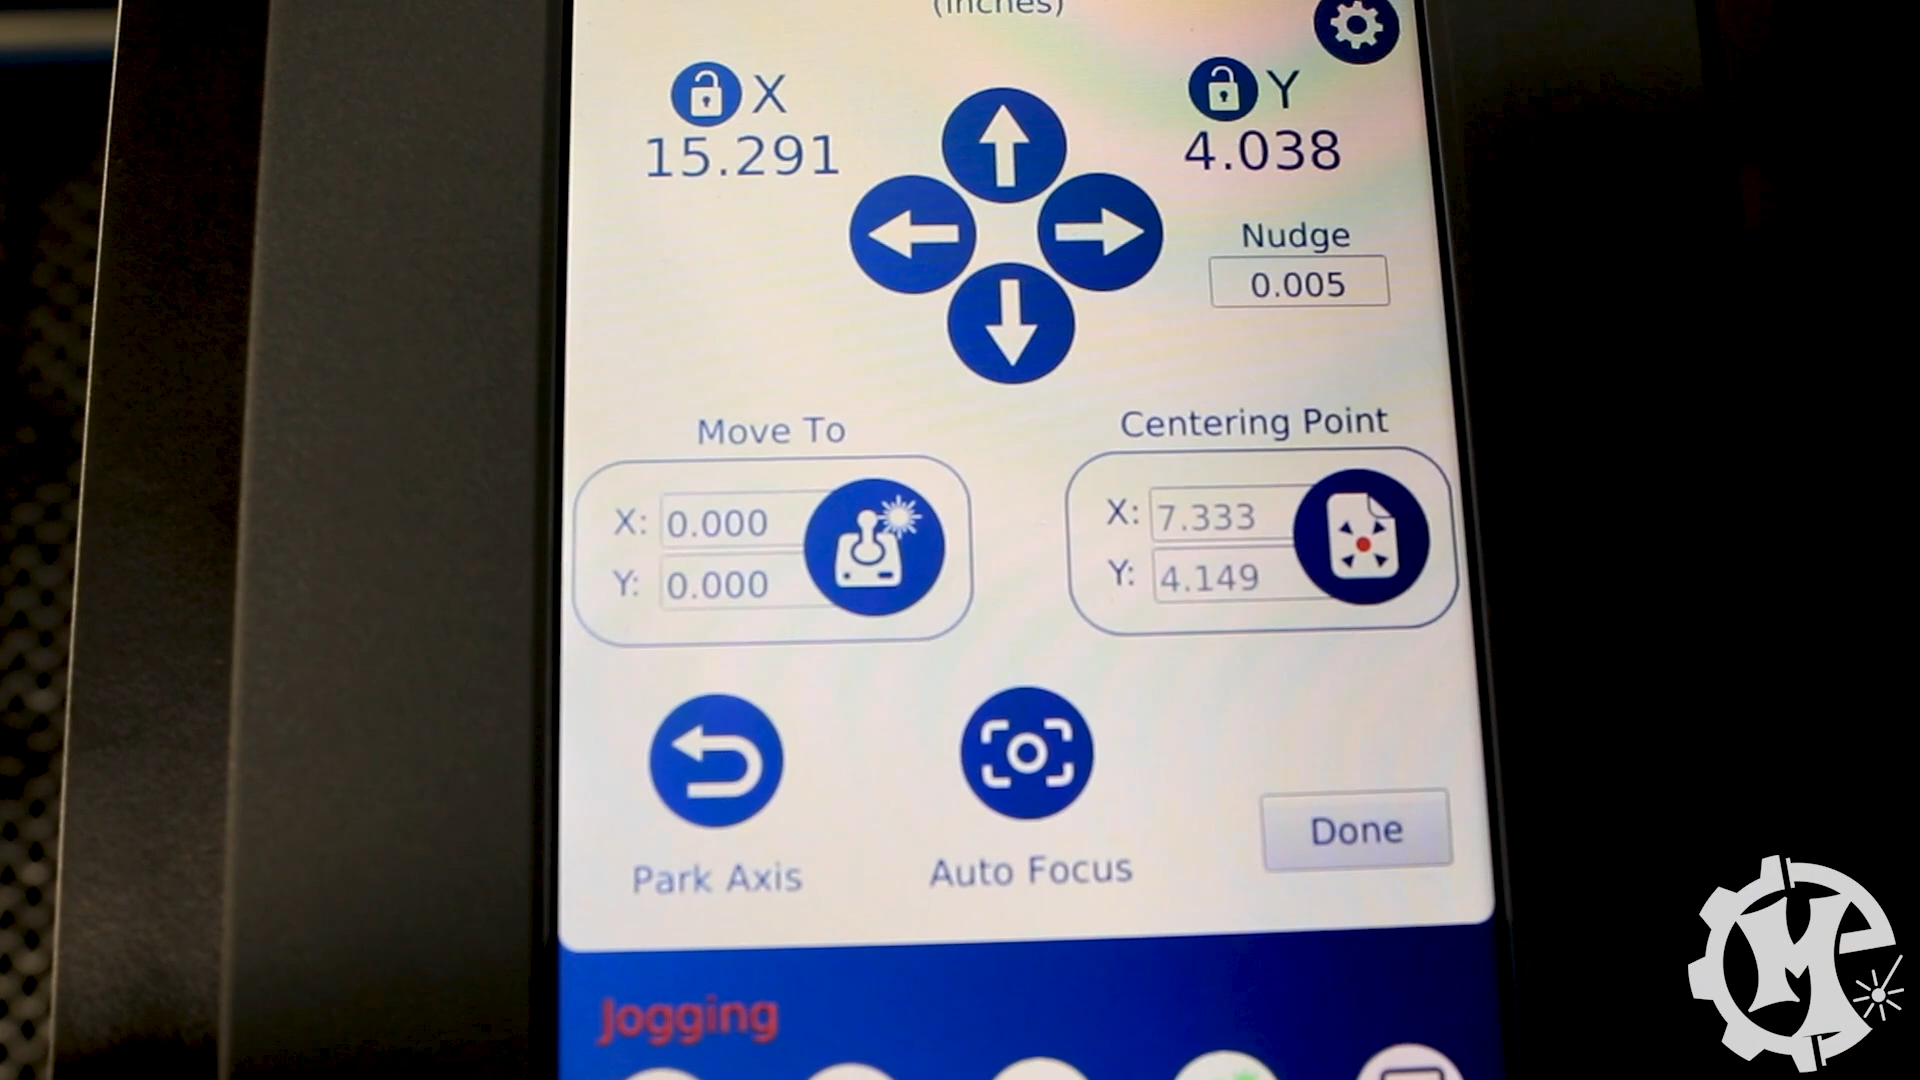 (inches)
X
15.291
Y
4.038
Nudge
0.005
Move To
X: 0.000
Y: 0.000
Centering Point
X: 7.333
Y: 4.149
Park Axis
Auto Focus
Done
Jogging
M